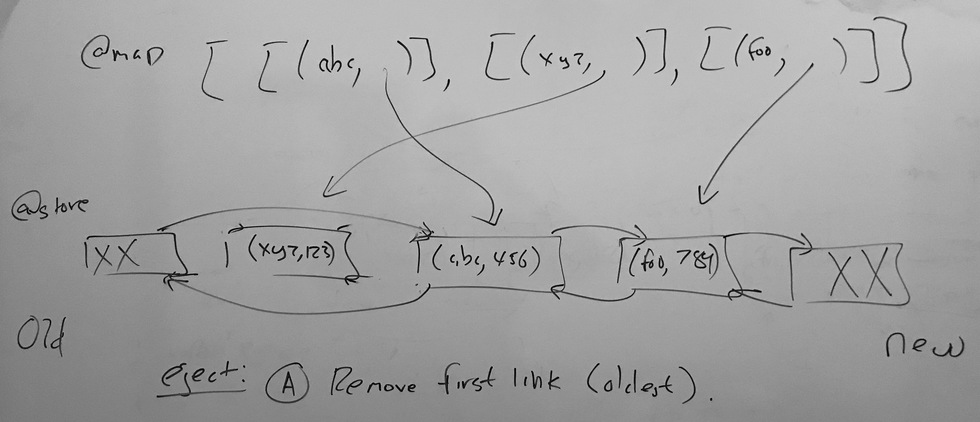 @map [ [(abc, )], [(xyz, )], [(foo, )]]
@store
XX (xyz,123) (abc,456) (foo,789) XX
Old new
eject: (A) Remove first link (oldest).